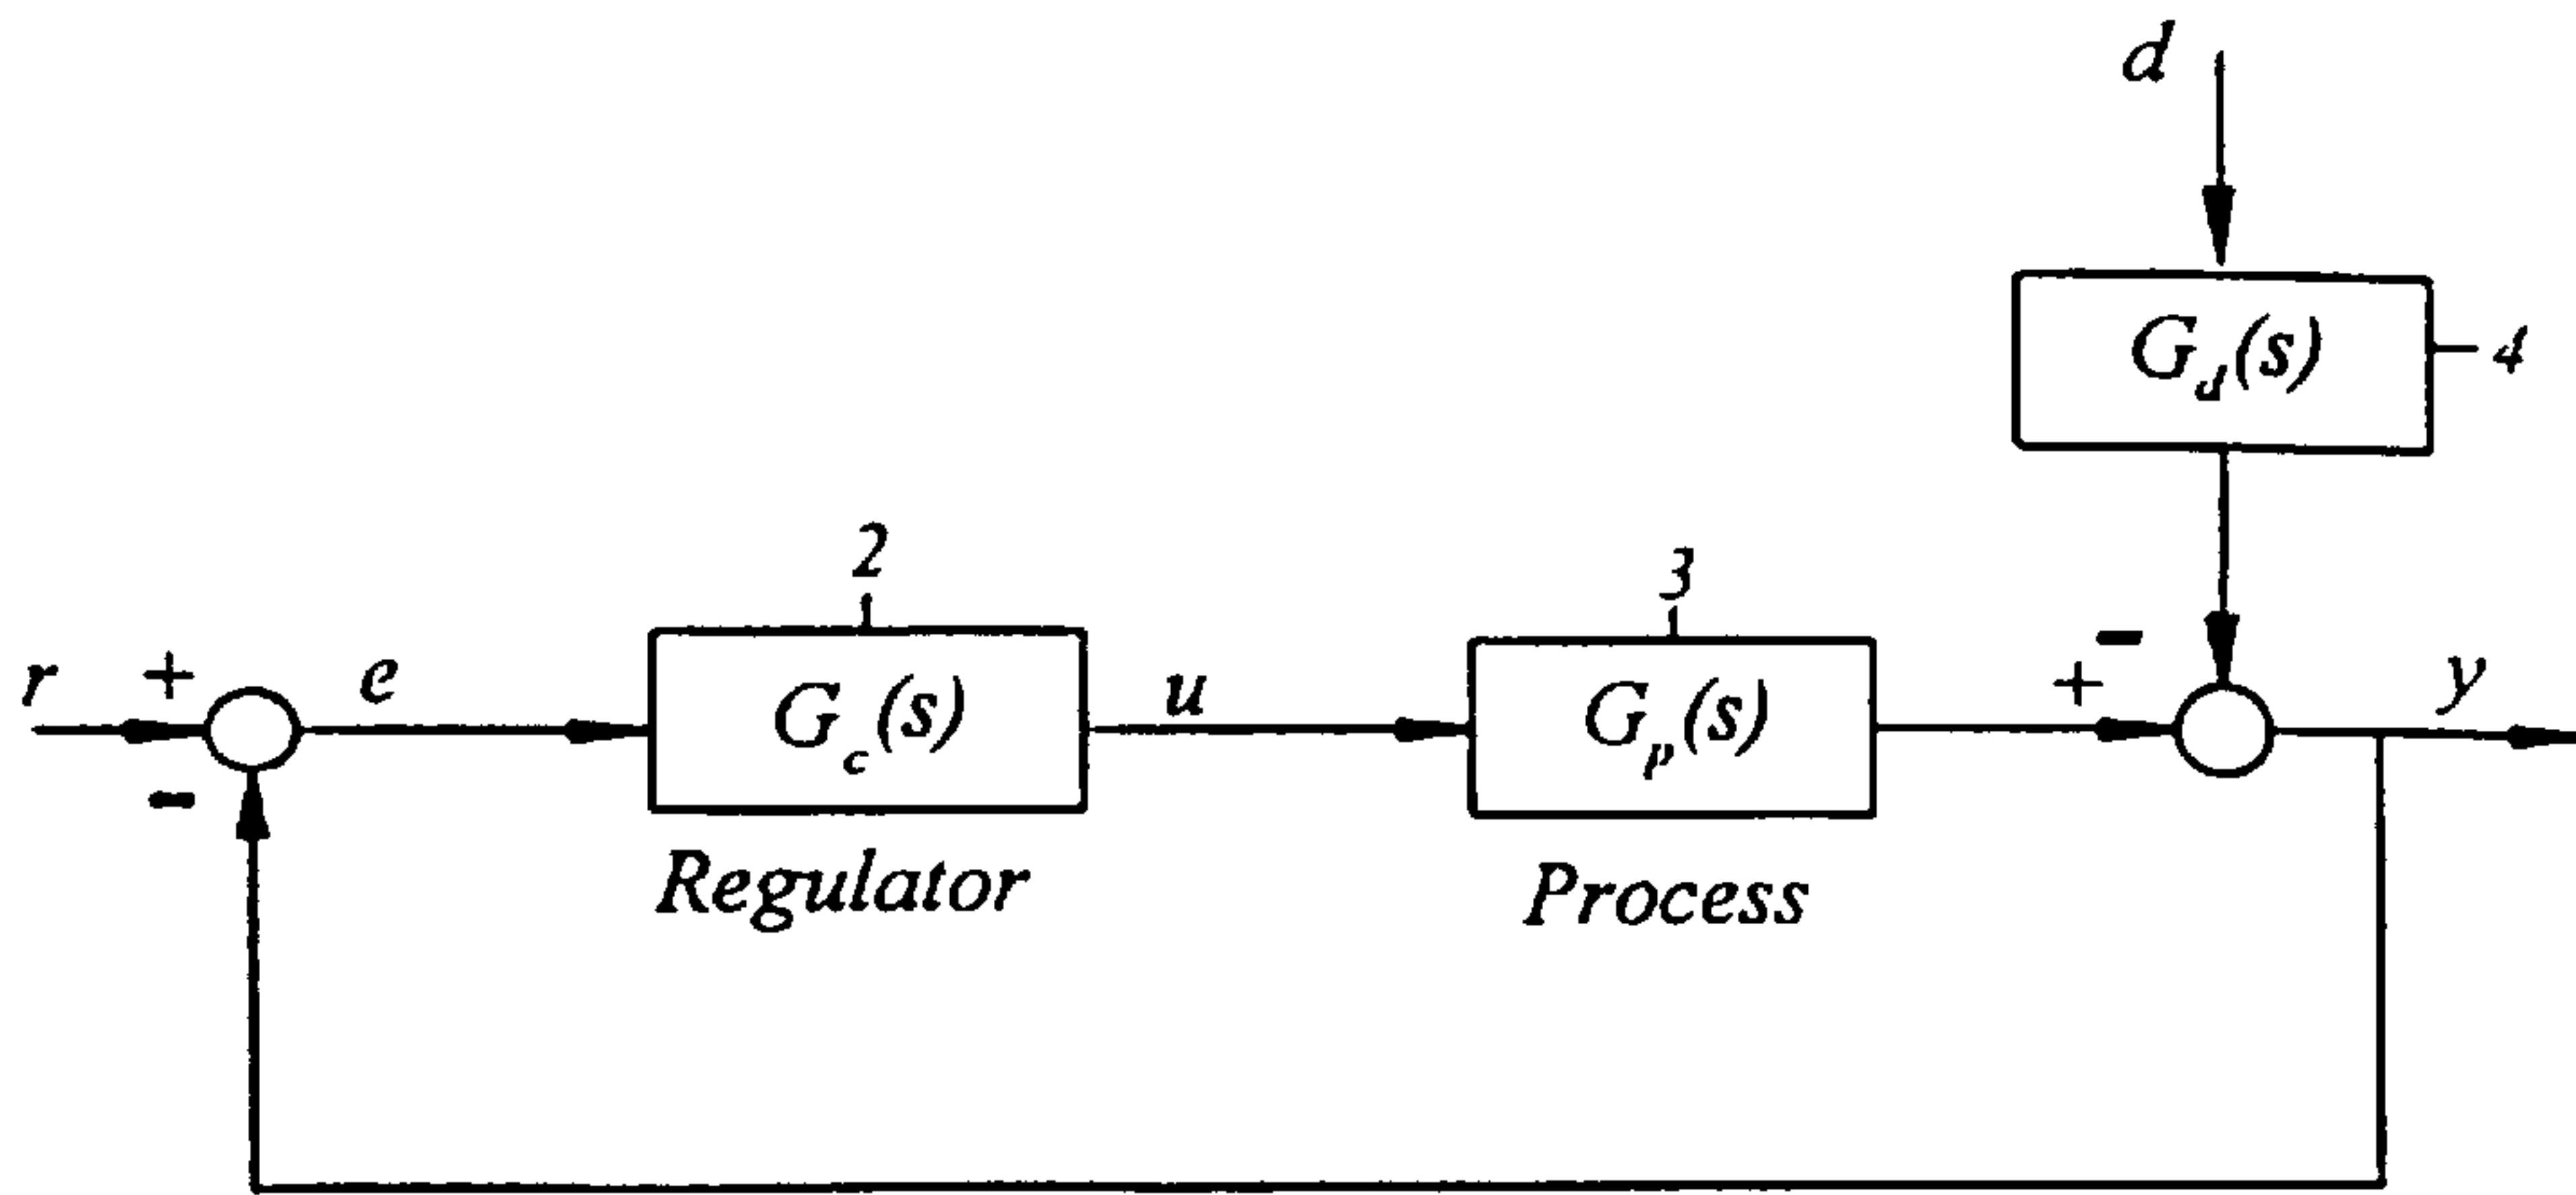 d
G_d(s)
4
2
3
r
+
-
e
G_c(s)
u
G_p(s)
+
-
y
Regulator
Process